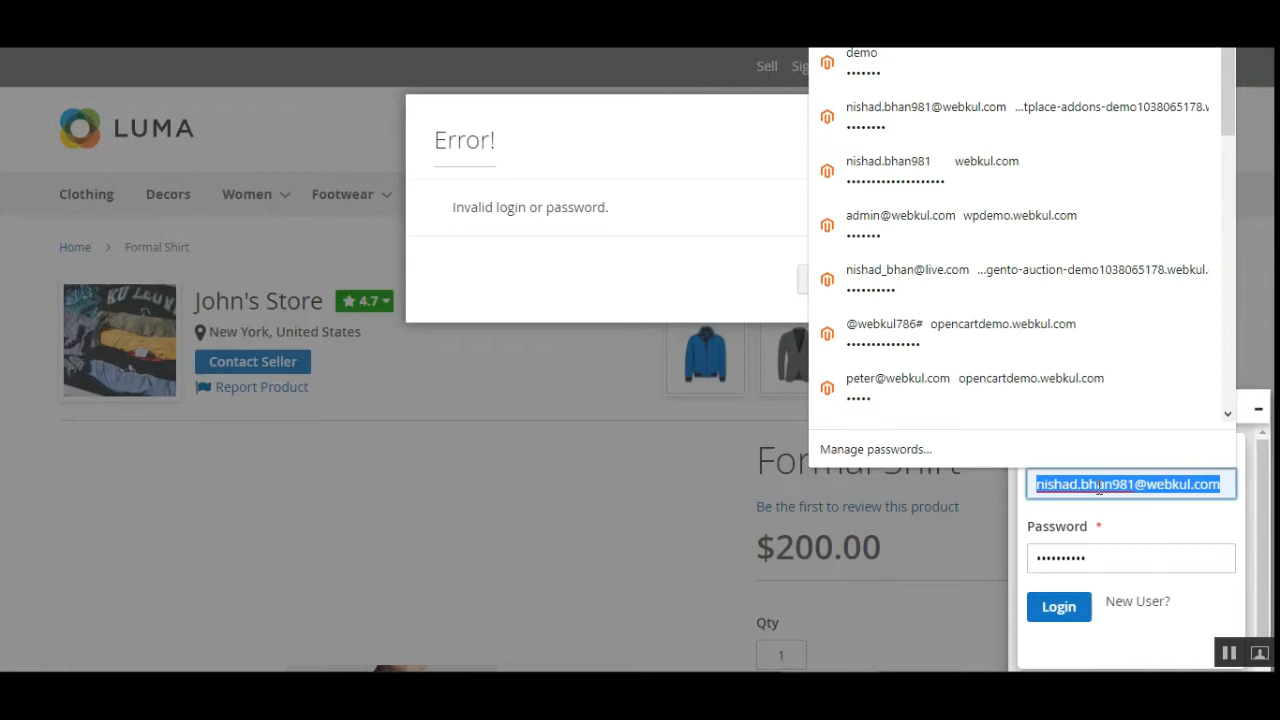 Sell Sig
LUMA
Clothing Decors Women Footwear
Home Formal Shirt
John's Store 4.7
New York, United States
Contact Seller
Report Product
Error!
Invalid login or password.
demo
•••••••
nishad.bhan981@webkul.com ...tplace-addons-demo1038065178.w
••••••••
nishad.bhan981 webkul.com
••••••••••••••••••••
admin@webkul.com wpdemo.webkul.com
•••••••
nishad_bhan@live.com ...gento-auction-demo1038065178.webkul.
••••••••••
@webkul786# opencartdemo.webkul.com
•••••••••••••••
peter@webkul.com opencartdemo.webkul.com
•••••
Manage passwords...
Formal Shirt
Be the first to review this product
$200.00
Qty
1
nishad.bhan981@webkul.com
Password *
••••••••••
Login New User?